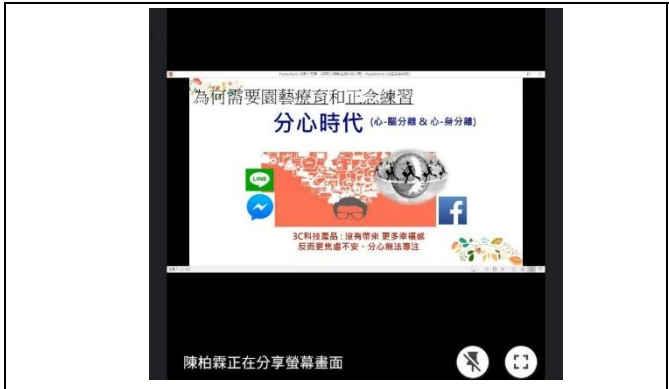 為何需要園藝療育和正念練習
分心時代 (心-腦分離 & 心-身分離)
LINE
3C科技產品 : 沒有帶來 更多幸福感
反而更焦慮不安、分心無法專注
陳柏霖正在分享螢幕畫面